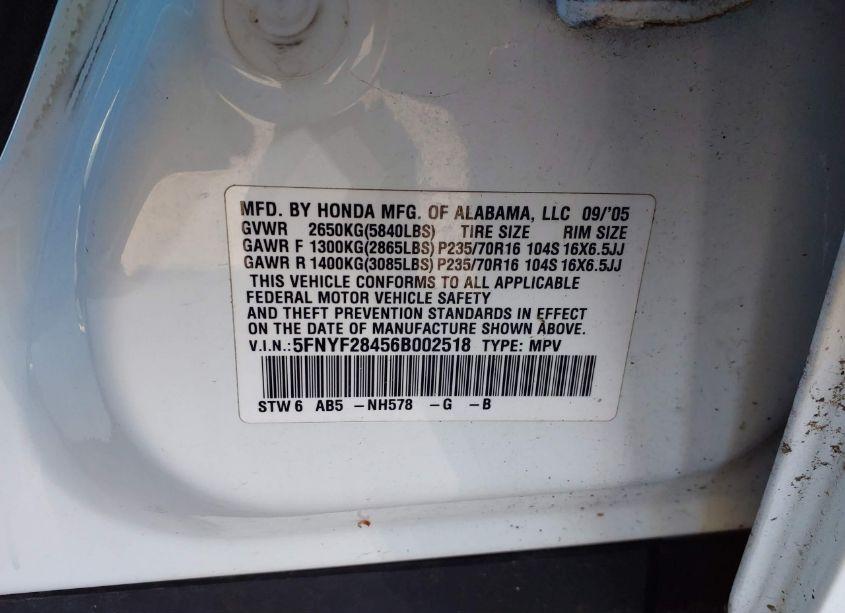 MFD. BY HONDA MFG. OF ALABAMA, LLC 09/'05
GVWR 2650KG(5840LBS) TIRE SIZE RIM SIZE
GAWR F 1300KG(2865LBS) P235/70R16 104S 16X6.5JJ
GAWR R 1400KG(3085LBS) P235/70R16 104S 16X6.5JJ
THIS VEHICLE CONFORMS TO ALL APPLICABLE
FEDERAL MOTOR VEHICLE SAFETY
AND THEFT PREVENTION STANDARDS IN EFFECT
ON THE DATE OF MANUFACTURE SHOWN ABOVE.
V.I.N.:5FNYF28456B002518 TYPE: MPV
STW 6 AB5 -NH578 -G -B